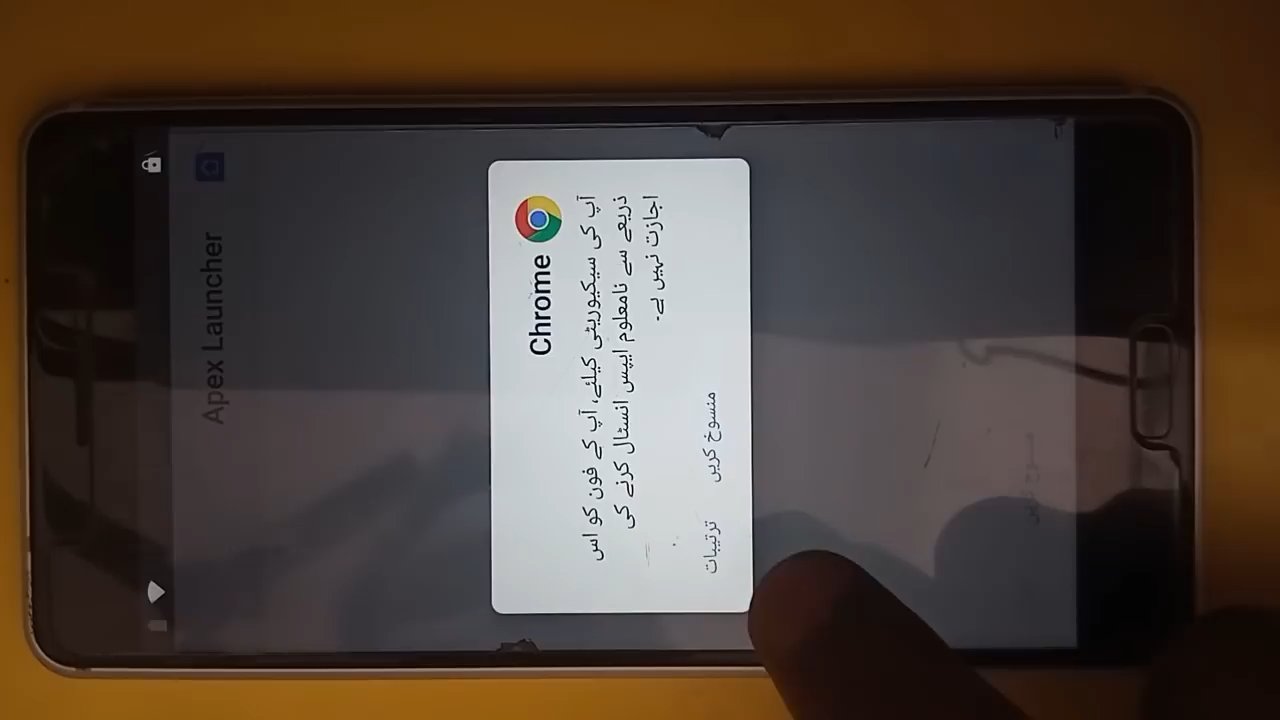 Apex Launcher
Chrome
آپ کی سیکیوریٹی کیلئے، آپ کے فون کو اس
ذریعے سے نامعلوم ایپس انسٹال کرنے کی
اجازت نہیں ہے۔
منسوخ کریں
ترتیبات